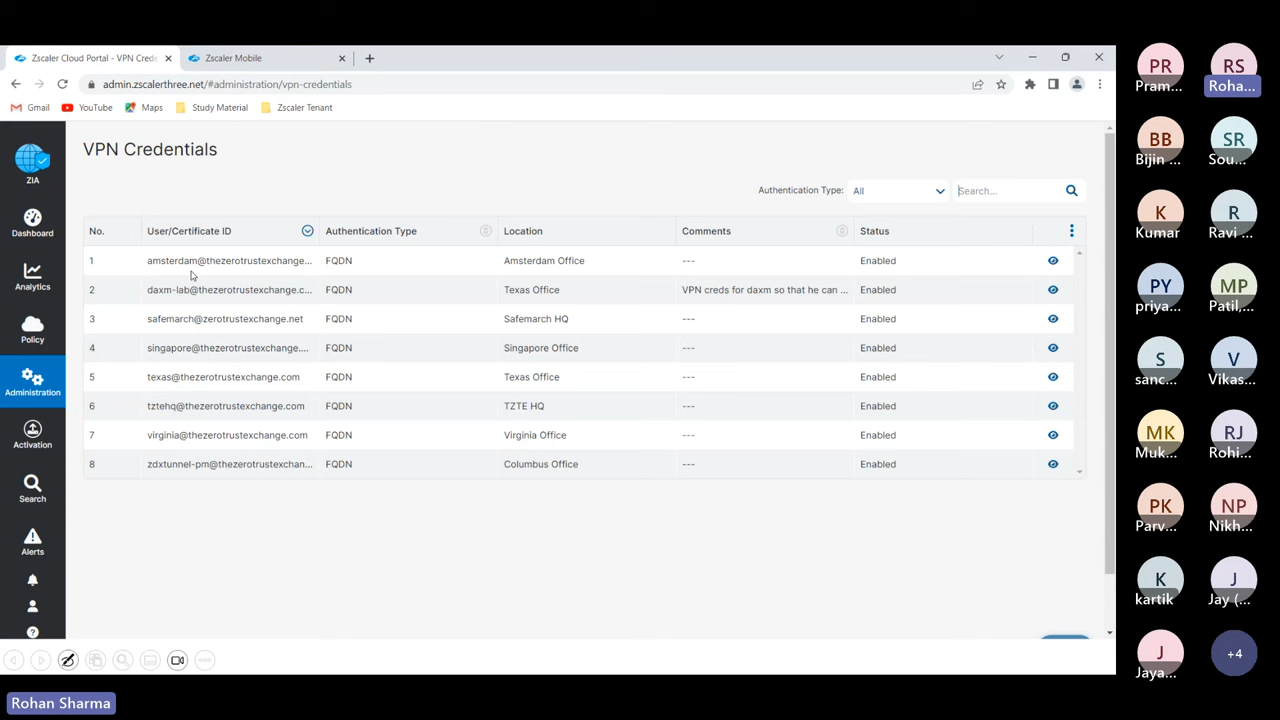 Zscaler Cloud Portal - VPN Crede
Zscaler Mobile
admin.zscalerthree.net/#administration/vpn-credentials
Gmail YouTube Maps Study Material Zscaler Tenant
ZIA
Dashboard
Analytics
Policy
Administration
Activation
Search
Alerts
VPN Credentials
Authentication Type: All Search...
No. User/Certificate ID Authentication Type Location Comments Status
1 amsterdam@thezerotrustexchange... FQDN Amsterdam Office --- Enabled
2 daxm-lab@thezerotrustexchange.c... FQDN Texas Office VPN creds for daxm so that he can ... Enabled
3 safemarch@zerotrustexchange.net FQDN Safemarch HQ --- Enabled
4 singapore@thezerotrustexchange.... FQDN Singapore Office --- Enabled
5 texas@thezerotrustexchange.com FQDN Texas Office --- Enabled
6 tztehq@thezerotrustexchange.com FQDN TZTE HQ --- Enabled
7 virginia@thezerotrustexchange.com FQDN Virginia Office --- Enabled
8 zdxtunnel-pm@thezerotrustexchan... FQDN Columbus Office --- Enabled
PR RS
Pram... Roha...
BB SR
Bijin ... Sou...
K R
Kumar Ravi ...
PY MP
priya... Patil,...
S V
sanc... Vikas...
MK RJ
Muk... Rohi...
PK NP
Parv... Nikh...
K J
kartik Jay (...
J +4
Jaya...
Rohan Sharma